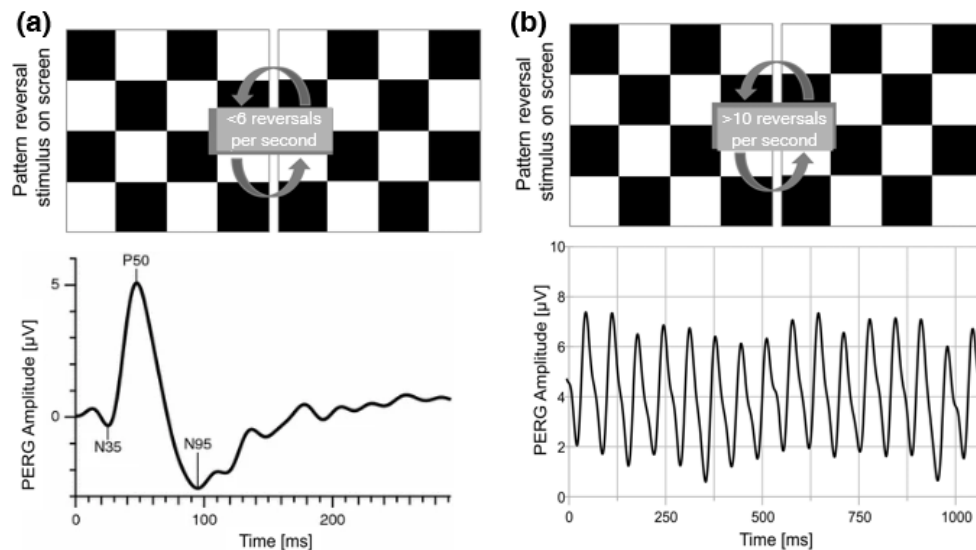 (a)
Pattern reversal
stimulus on screen
<6 reversals
per second
PERG Amplitude [μV]
5
0
P50
N35
N95
0
100
200
Time [ms]
(b)
Pattern reversal
stimulus on screen
>10 reversals
per second
PERG Amplitude [μV]
10
8
6
4
2
0
0
250
500
750
1000
Time [ms]